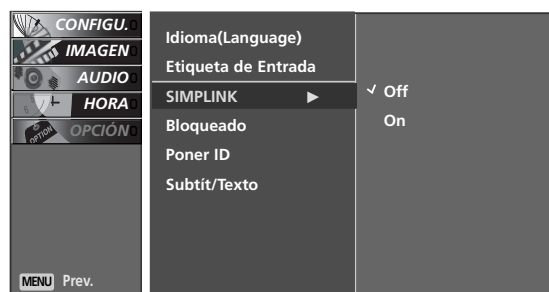 CONFIGU.
IMAGEN
AUDIO
HORA
OPCIÓN
MENU Prev.
Idioma(Language)
Etiqueta de Entrada
SIMPLINK ►
Bloqueado
Poner ID
Subtít/Texto
✓ Off
On